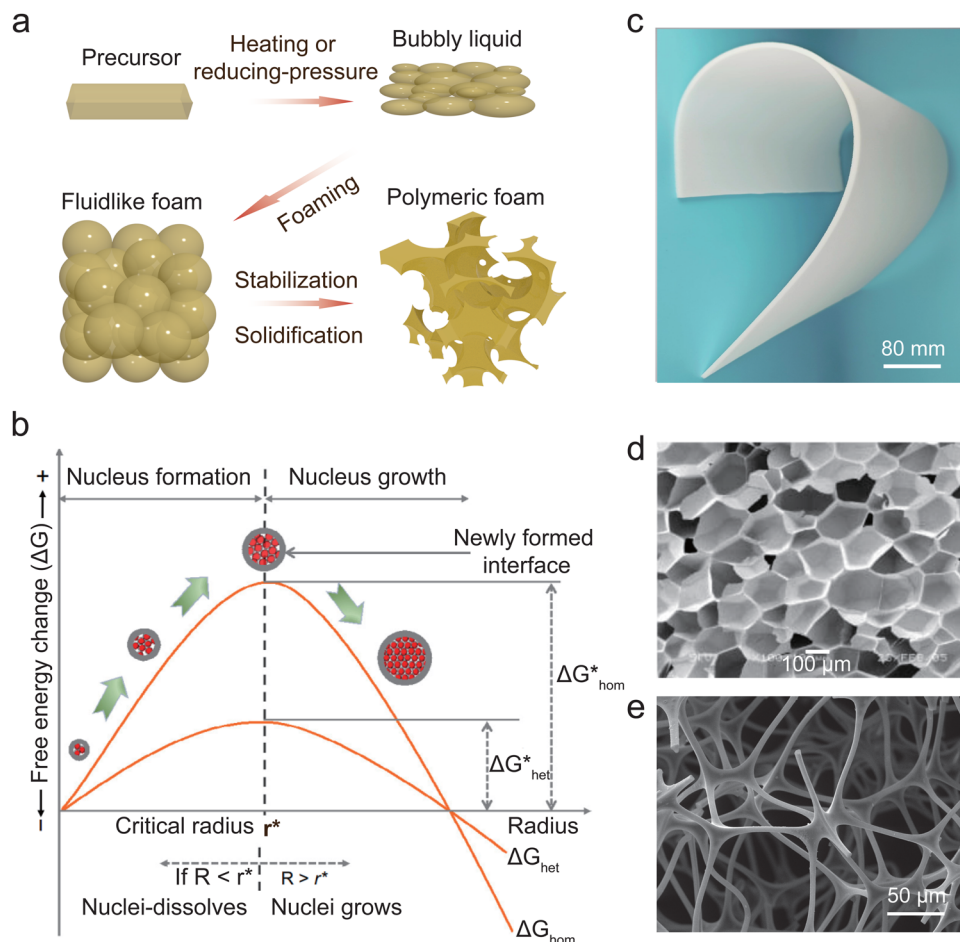 a
Precursor
Heating or
reducing-pressure
Bubbly liquid
Fluidlike foam
Foaming
Polymeric foam
Stabilization
Solidification
b
+
Free energy change (ΔG)
−
Nucleus formation
Nucleus growth
Newly formed
interface
ΔG*hom
ΔG*het
Critical radius r*
Radius
If R < r*
R > r*
Nuclei-dissolves
Nuclei grows
ΔGhet
ΔGhom
c
80 mm
d
100 μm
e
50 μm